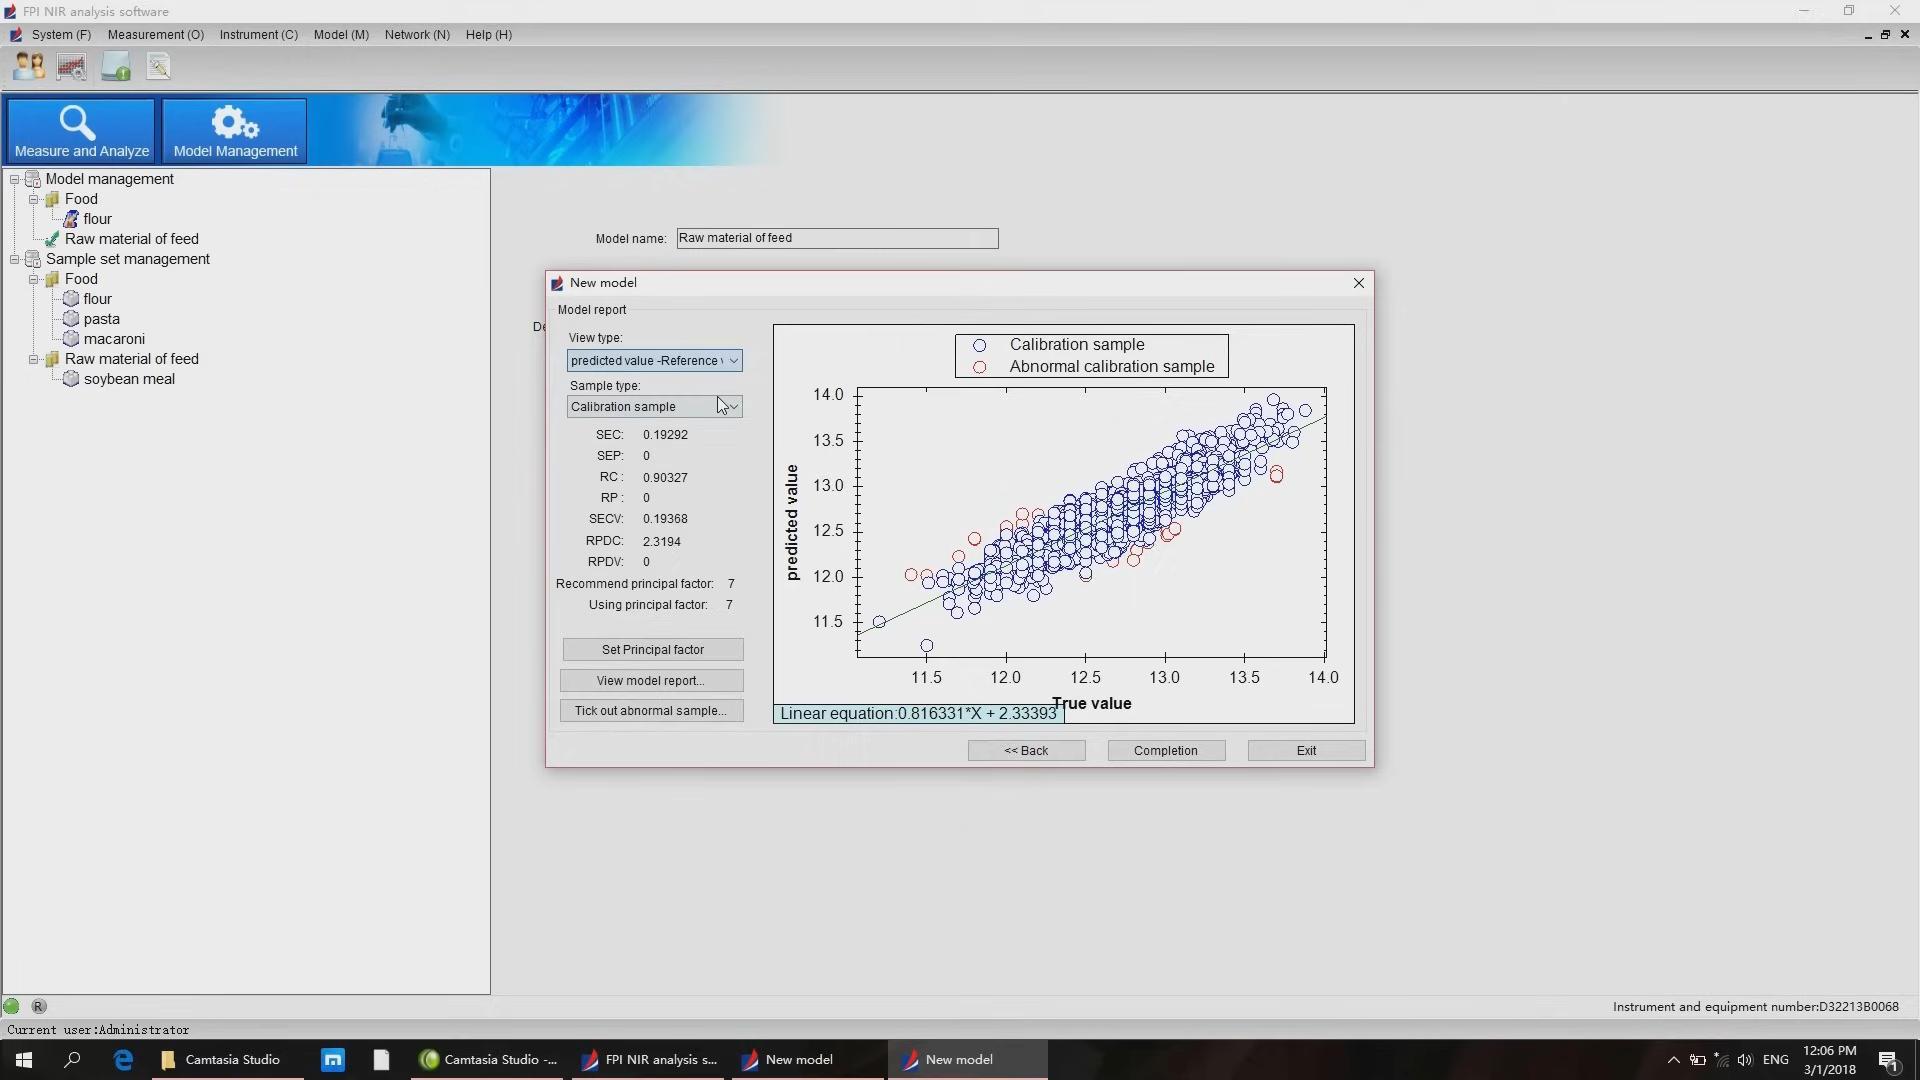 FPI NIR analysis software
System (F) Measurement (O) Instrument (C) Model (M) Network (N) Help (H)
Measure and Analyze
Model Management
Model management
Food
flour
Raw material of feed
Sample set management
Food
flour
pasta
macaroni
Raw material of feed
soybean meal
Model name: Raw material of feed
De
New model
Model report
View type:
predicted value -Reference v
Sample type:
Calibration sample
SEC: 0.19292
SEP: 0
RC : 0.90327
RP : 0
SECV: 0.19368
RPDC: 2.3194
RPDV: 0
Recommend principal factor: 7
Using principal factor: 7
Set Principal factor
View model report...
Tick out abnormal sample...
Calibration sample
Abnormal calibration sample
predicted value
14.0
13.5
13.0
12.5
12.0
11.5
11.5 12.0 12.5 13.0 13.5 14.0
True value
Linear equation:0.816331*X + 2.33393
<< Back
Completion
Exit
R
Instrument and equipment number:D32213B0068
Current user:Administrator
Camtasia Studio
Camtasia Studio -...
FPI NIR analysis s...
New model
New model
ENG
12:06 PM
3/1/2018
1